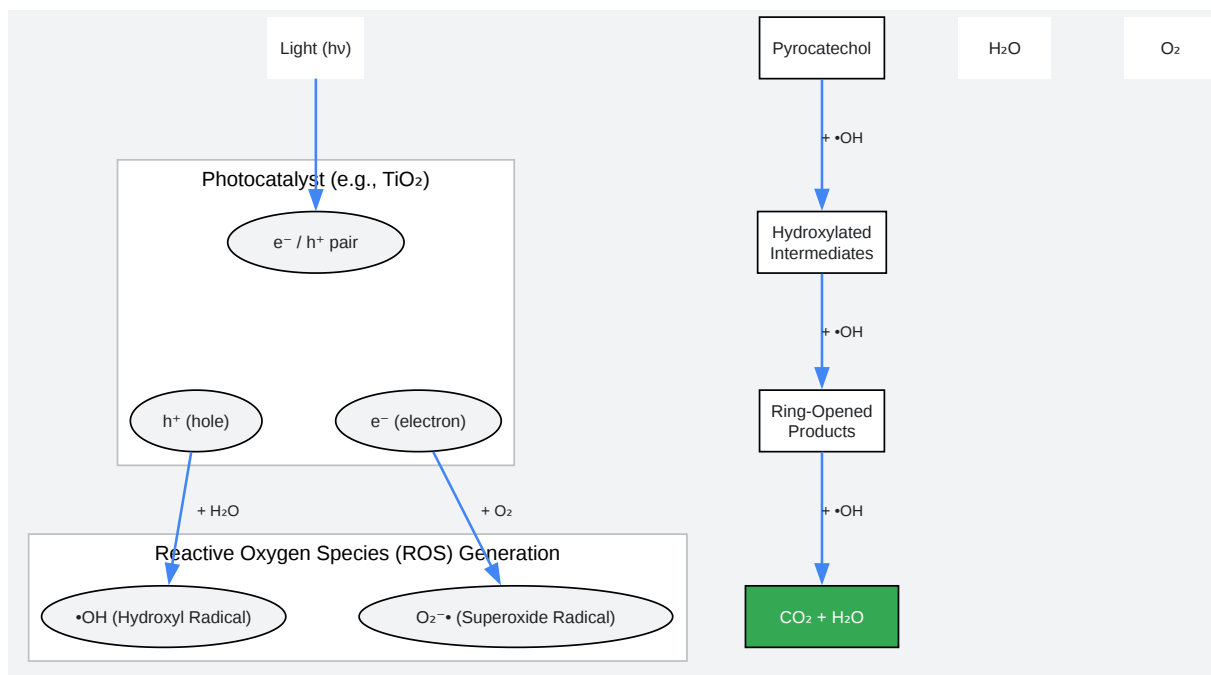 Light (hν)
Pyrocatechol
H₂O
O₂
+ •OH
Photocatalyst (e.g., TiO₂)
e⁻ / h⁺ pair
Hydroxylated
Intermediates
+ •OH
h⁺ (hole)
e⁻ (electron)
Ring-Opened
Products
+ H₂O
+ O₂
+ •OH
Reactive Oxygen Species (ROS) Generation
•OH (Hydroxyl Radical)
O₂⁻• (Superoxide Radical)
CO₂ + H₂O